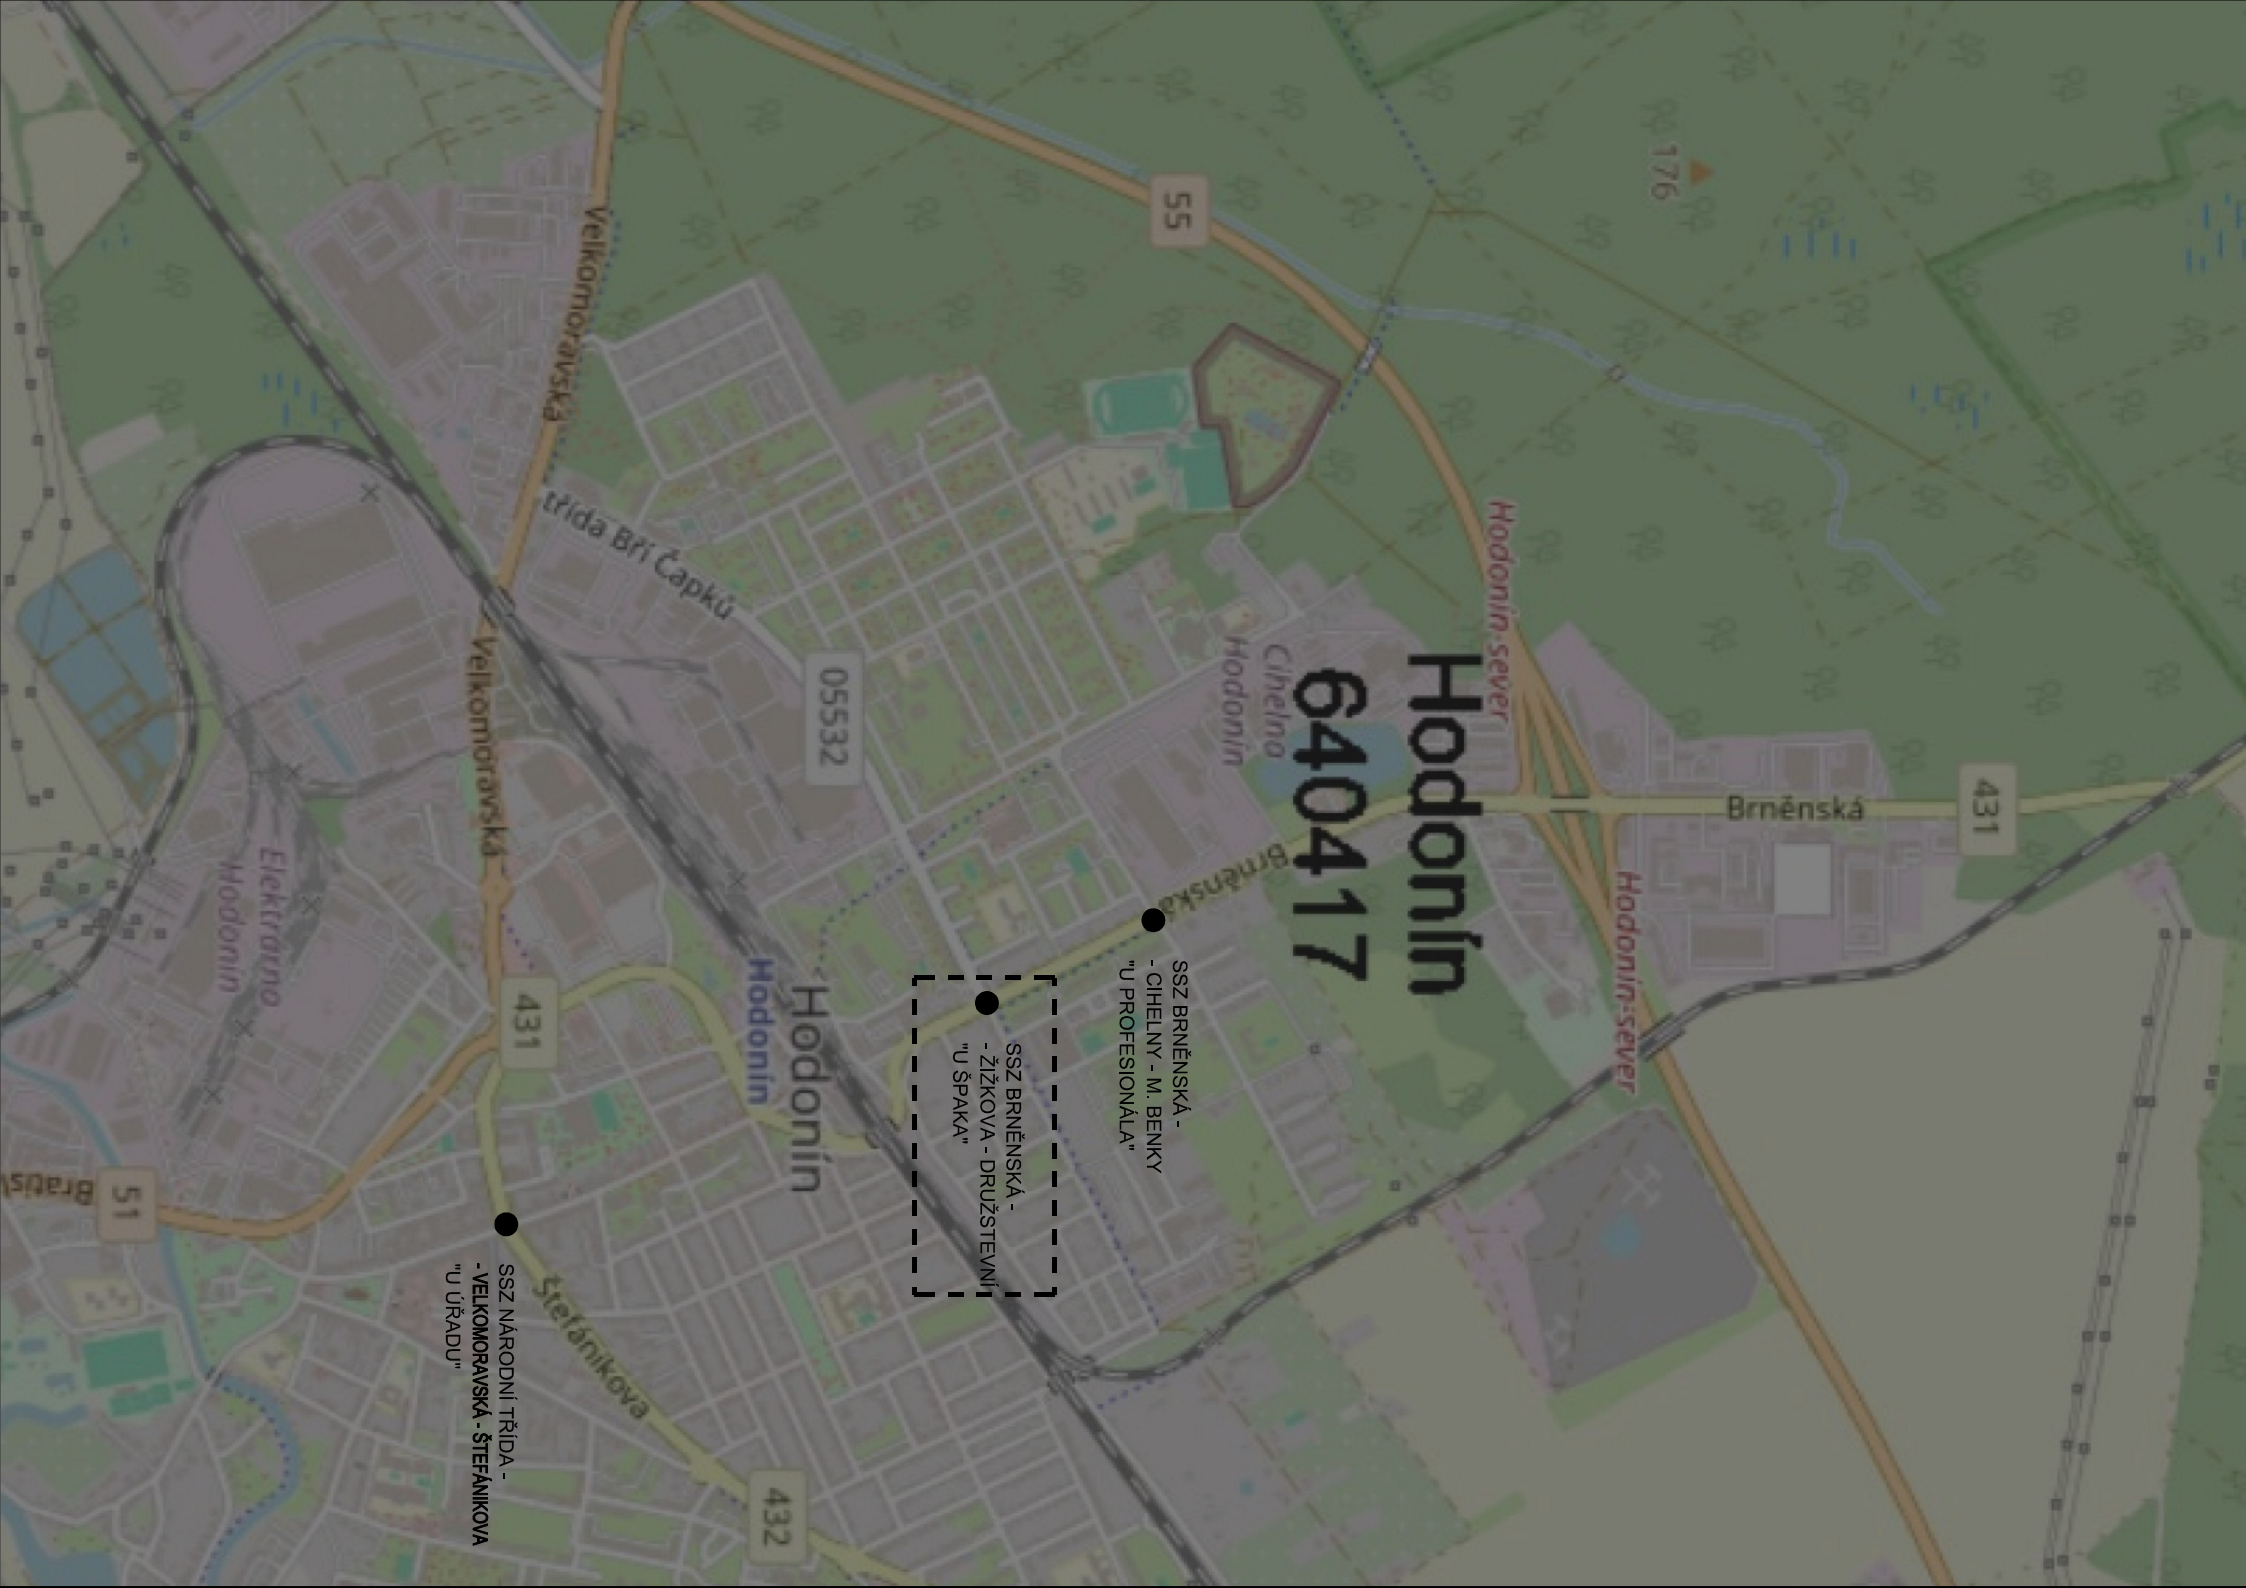 Hodonín
640417
SSZ BRNĚNSKÁ -
- CIHELNY - M. BENKY
"U PROFESIONÁLA"
SSZ BRNĚNSKÁ -
- ŽIŽKOVA - DRUŽSTEVNÍ
"U ŠPAKA"
SSZ NÁRODNÍ TŘÍDA -
- VELKOMORAVSKÁ - ŠTEFÁNIKOVA
"U ÚŘADU"
176
431
Brněnská
Hodonín-sever
Hodonín-sever
55
Cihelna
Hodonín
Brněnská
05532
třída Bří Čapků
Velkomoravská
Velkomoravská
Hodonín
Hodonín
431
432
Štefánikova
Elektrárna
Hodonín
51
Bratis